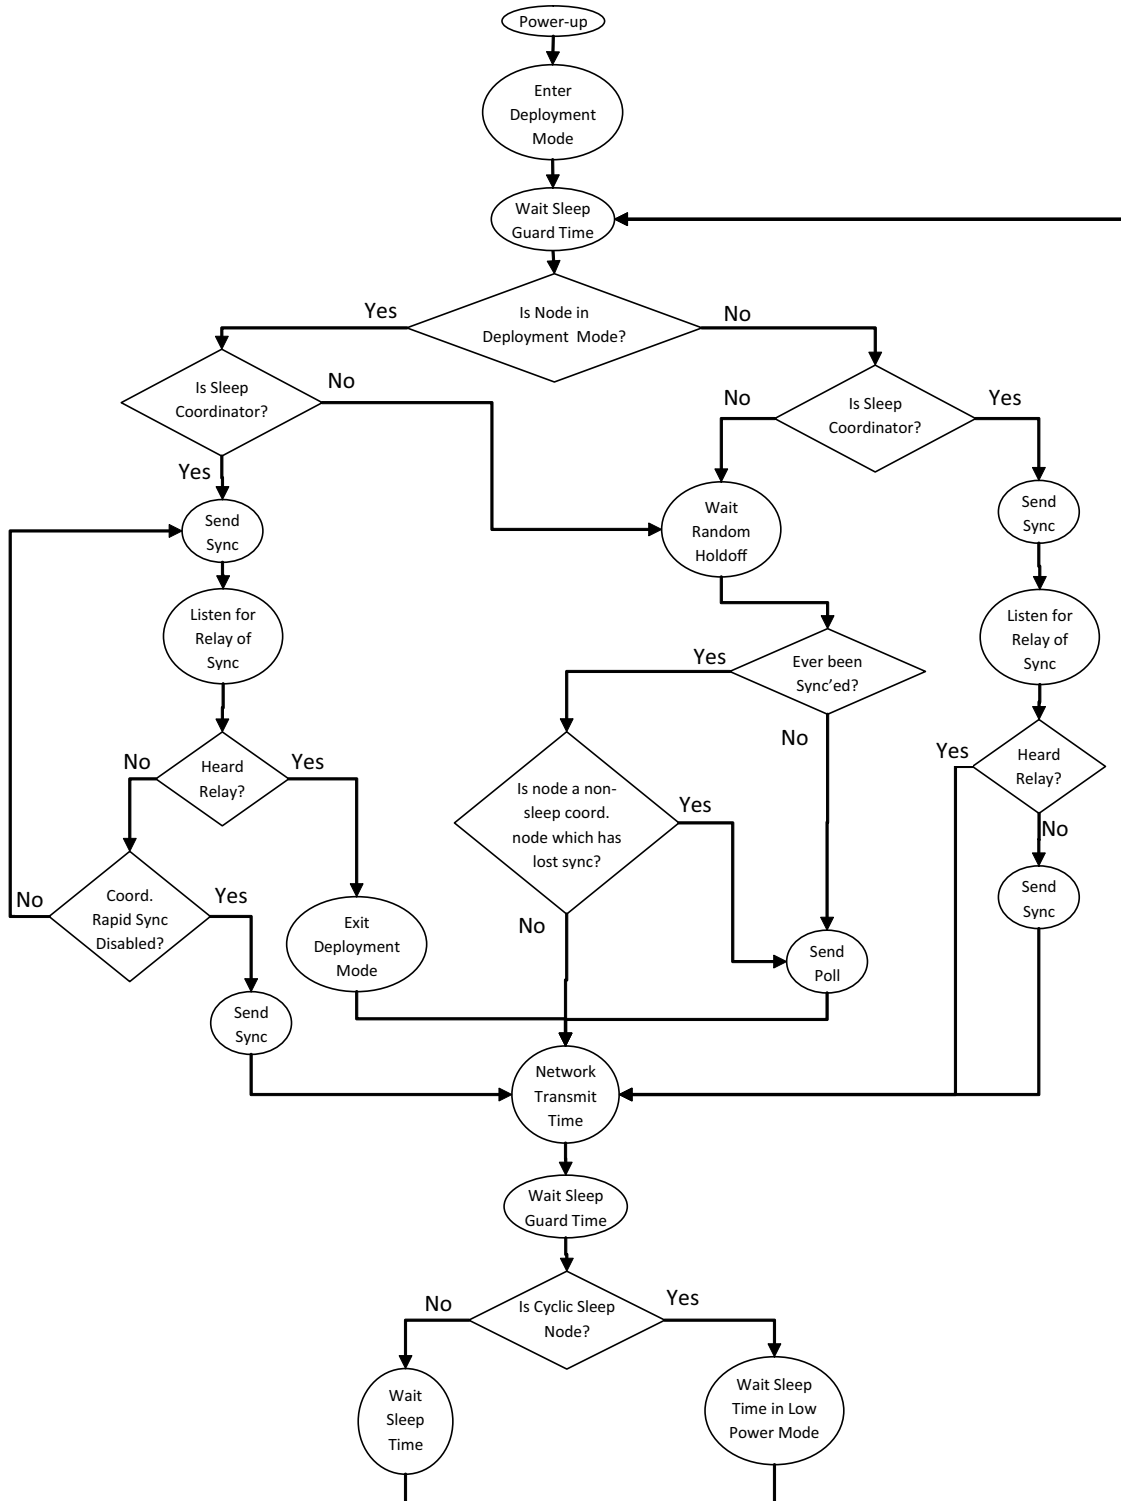 Power-up
Enter
Deployment
Mode
Wait Sleep
Guard Time
Is Node in
Deployment Mode?
Yes
No
Is Sleep
Coordinator?
No
Yes
Is Sleep
Coordinator?
No
Yes
Send
Sync
Wait
Random
Holdoff
Send
Sync
Listen for
Relay of
Sync
Listen for
Relay of
Sync
Ever been
Sync'ed?
Yes
No
Heard
Relay?
No
Yes
Is node a non-
sleep coord.
node which has
lost sync?
Yes
No
Heard
Relay?
Yes
No
Coord.
Rapid Sync
Disabled?
No
Yes
Exit
Deployment
Mode
Send
Poll
Send
Sync
Send
Sync
Network
Transmit
Time
Wait Sleep
Guard Time
Is Cyclic Sleep
Node?
No
Yes
Wait
Sleep
Time
Wait Sleep
Time in Low
Power Mode